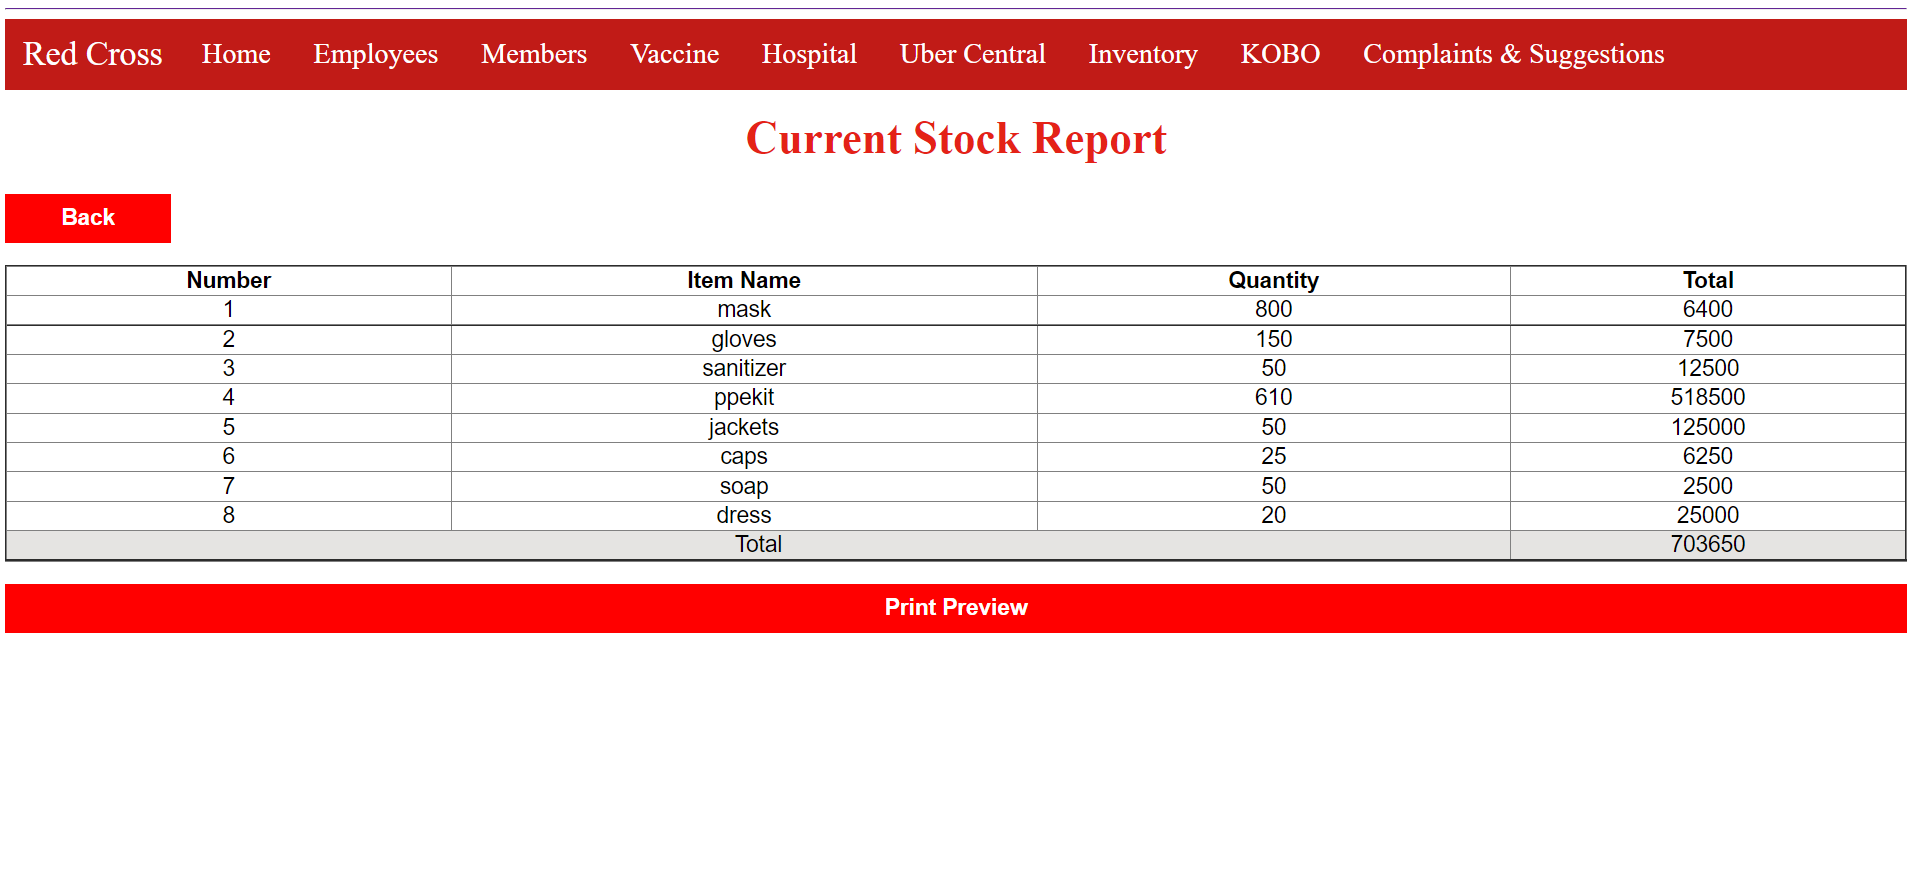 Red Cross Home Employees Members Vaccine Hospital Uber Central Inventory KOBO Complaints & Suggestions
Current Stock Report
Back
Number Item Name Quantity Total
1 mask 800 6400
2 gloves 150 7500
3 sanitizer 50 12500
4 ppekit 610 518500
5 jackets 50 125000
6 caps 25 6250
7 soap 50 2500
8 dress 20 25000
Total 703650
Print Preview